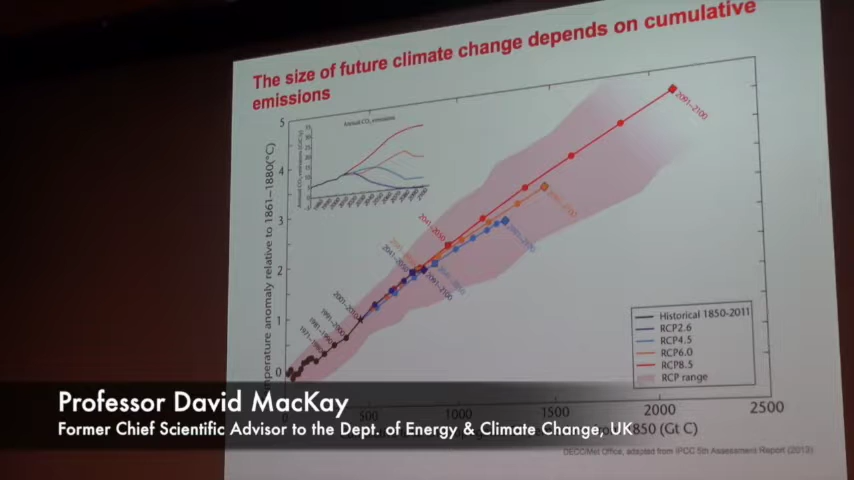 The size of future climate change depends on cumulative
emissions
Annual CO2 emissions
5
4
3
2
1
0
temperature anomaly relative to 1861–1880(°C)
2091–2100
2041–2050
2001–2010
1991–2000
1981–1990
Historical 1850-2011
RCP2.6
RCP4.5
RCP6.0
RCP8.5
RCP range
500
1000
1500
2000
2500
1850 (Gt C)
DECC/Met Office, adapted from IPCC 5th Assessment Report (2013)
Professor David MacKay
Former Chief Scientific Advisor to the Dept. of Energy & Climate Change, UK